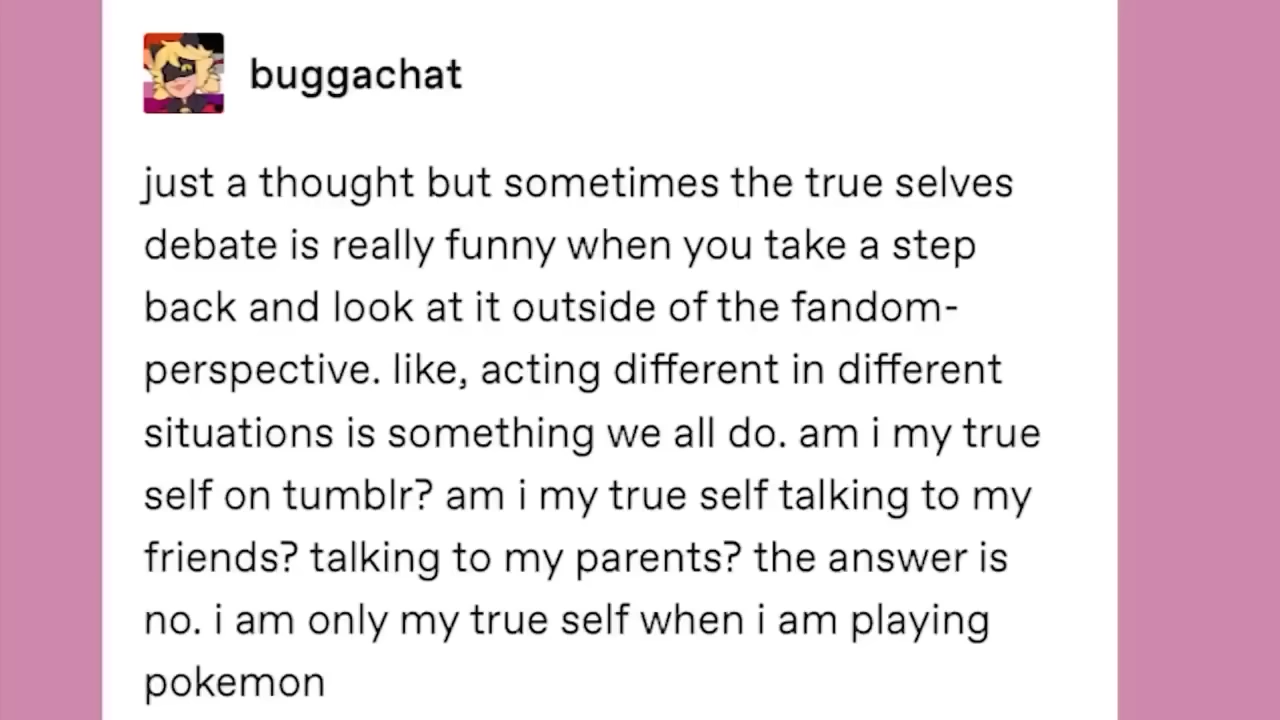 buggachat
just a thought but sometimes the true selves
debate is really funny when you take a step
back and look at it outside of the fandom-
perspective. like, acting different in different
situations is something we all do. am i my true
self on tumblr? am i my true self talking to my
friends? talking to my parents? the answer is
no. i am only my true self when i am playing
pokemon